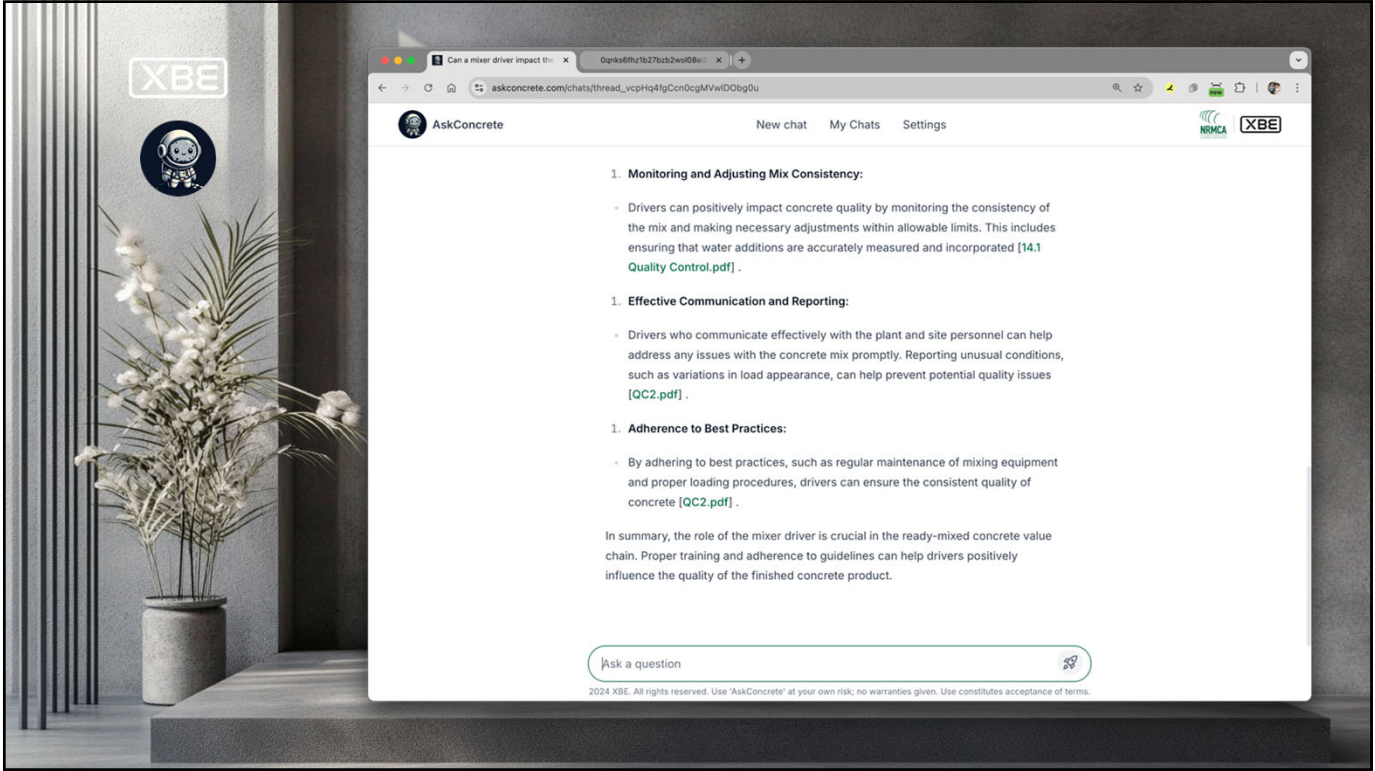 XBE
Can a mixer driver impact the
askconcrete.com/chats/thread_vcpHq4fgCcn0cgMVwIDObg0u
AskConcrete
New chat
My Chats
Settings
NRMCA
XBE
1. Monitoring and Adjusting Mix Consistency:
Drivers can positively impact concrete quality by monitoring the consistency of
the mix and making necessary adjustments within allowable limits. This includes
ensuring that water additions are accurately measured and incorporated [14.1
Quality Control.pdf] .
1. Effective Communication and Reporting:
Drivers who communicate effectively with the plant and site personnel can help
address any issues with the concrete mix promptly. Reporting unusual conditions,
such as variations in load appearance, can help prevent potential quality issues
[QC2.pdf] .
1. Adherence to Best Practices:
By adhering to best practices, such as regular maintenance of mixing equipment
and proper loading procedures, drivers can ensure the consistent quality of
concrete [QC2.pdf] .
In summary, the role of the mixer driver is crucial in the ready-mixed concrete value
chain. Proper training and adherence to guidelines can help drivers positively
influence the quality of the finished concrete product.
Ask a question
2024 XBE. All rights reserved. Use 'AskConcrete' at your own risk; no warranties given. Use constitutes acceptance of terms.